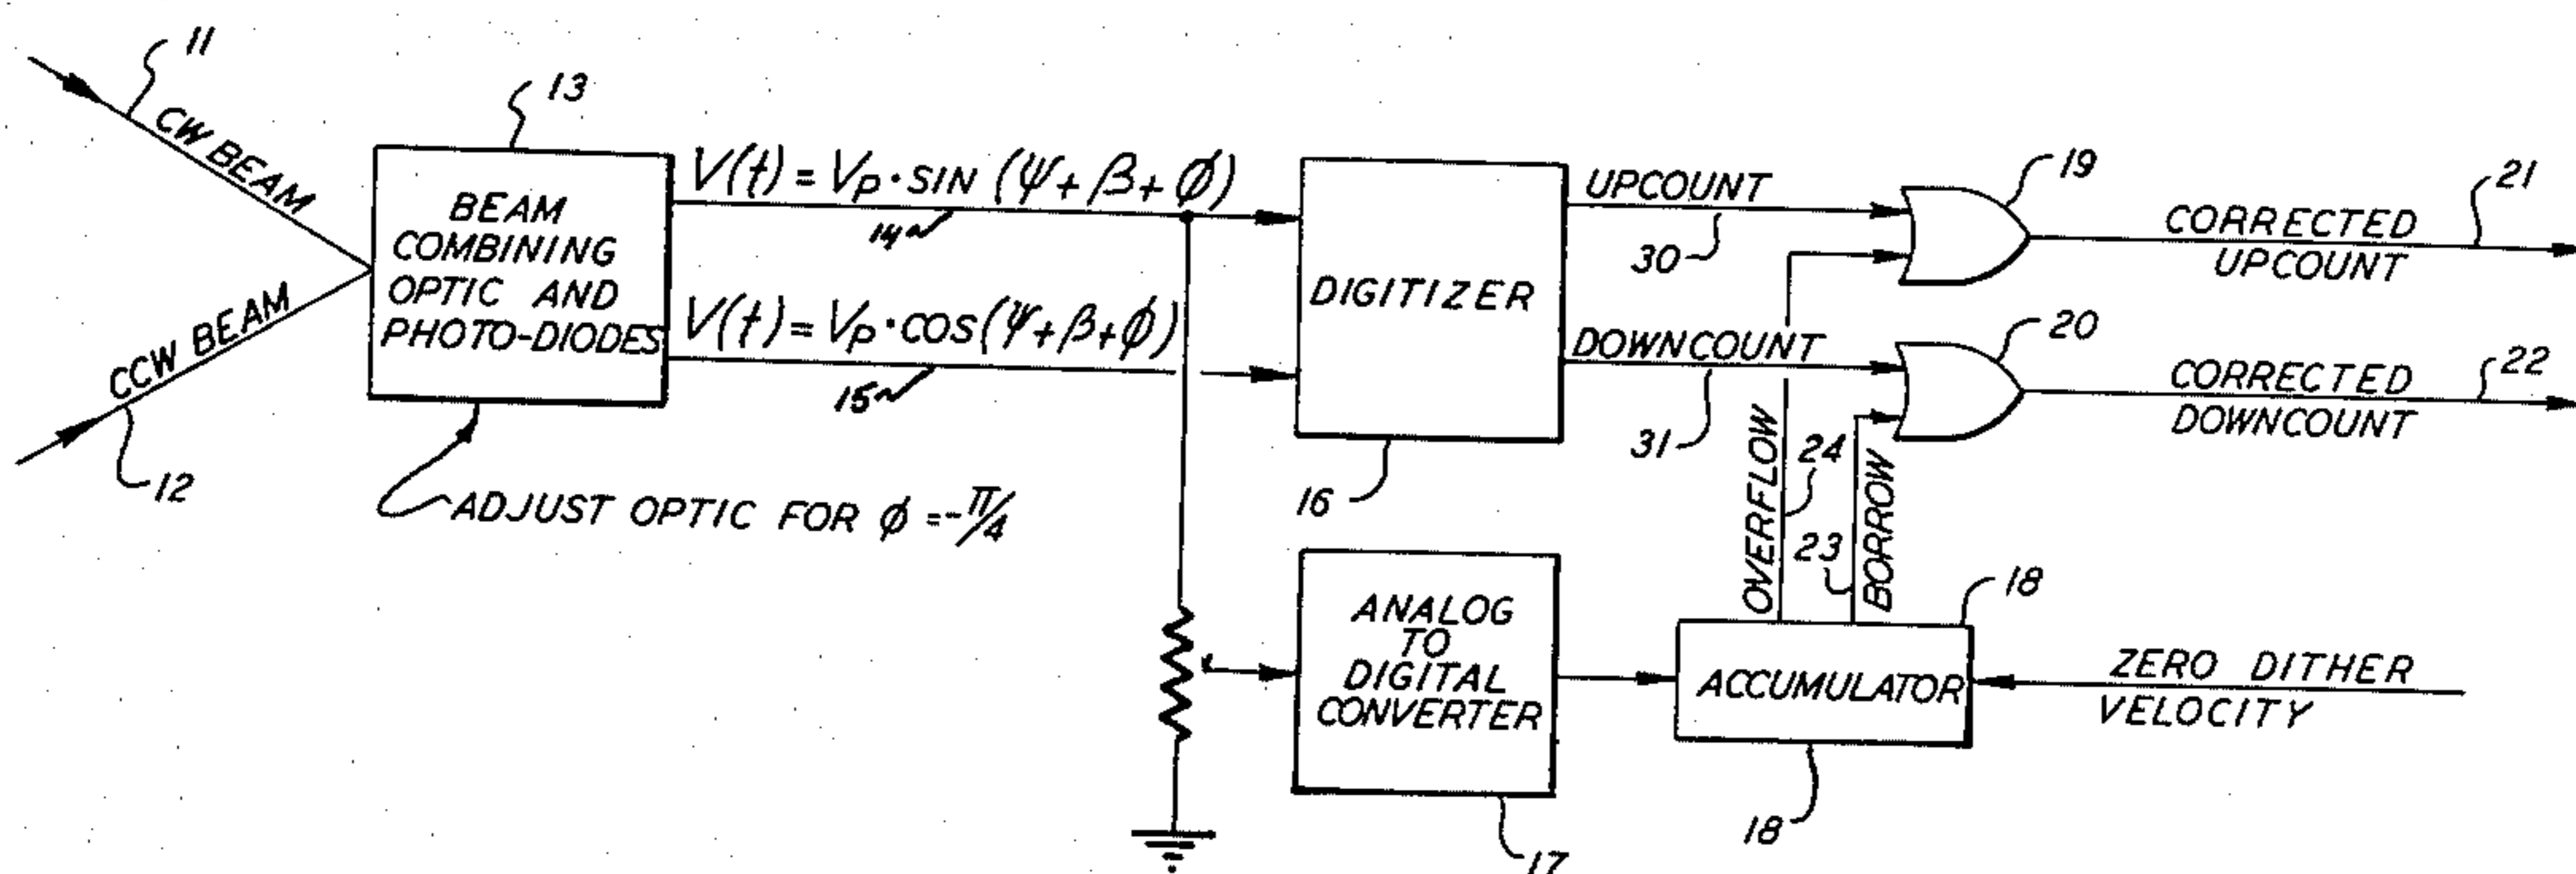 11
CW BEAM
CCW BEAM
12
13
BEAM
COMBINING
OPTIC AND
PHOTO-DIODES
ADJUST OPTIC FOR ϕ = -π/4
V(t) = Vp · SIN (ψ + β + ϕ)
14
V(t) = Vp · COS (ψ + β + ϕ)
15
DIGITIZER
16
UPCOUNT
30
DOWNCOUNT
31
19
20
CORRECTED
UPCOUNT
21
CORRECTED
DOWNCOUNT
22
OVERFLOW
24
23
BORROW
ANALOG
TO
DIGITAL
CONVERTER
17
18
ACCUMULATOR
18
ZERO DITHER
VELOCITY